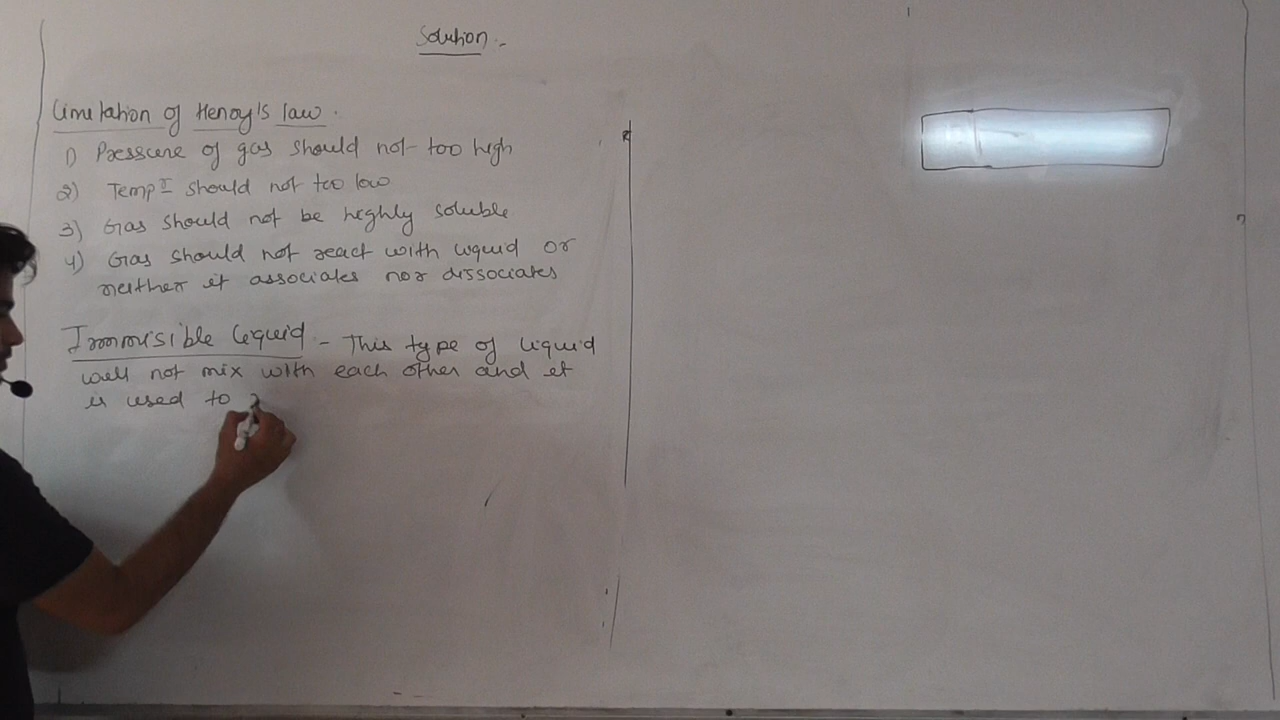 Solution :-
Limitation of Henry's law .
1) Pressure of gas should not too high
2) Tempr should not too low
3) Gas should not be highly soluble
4) Gas should not react with liquid or
neither it associates nor dissociates
Immisible liquid - This type of liquid
will not mix with each other and it
is used to